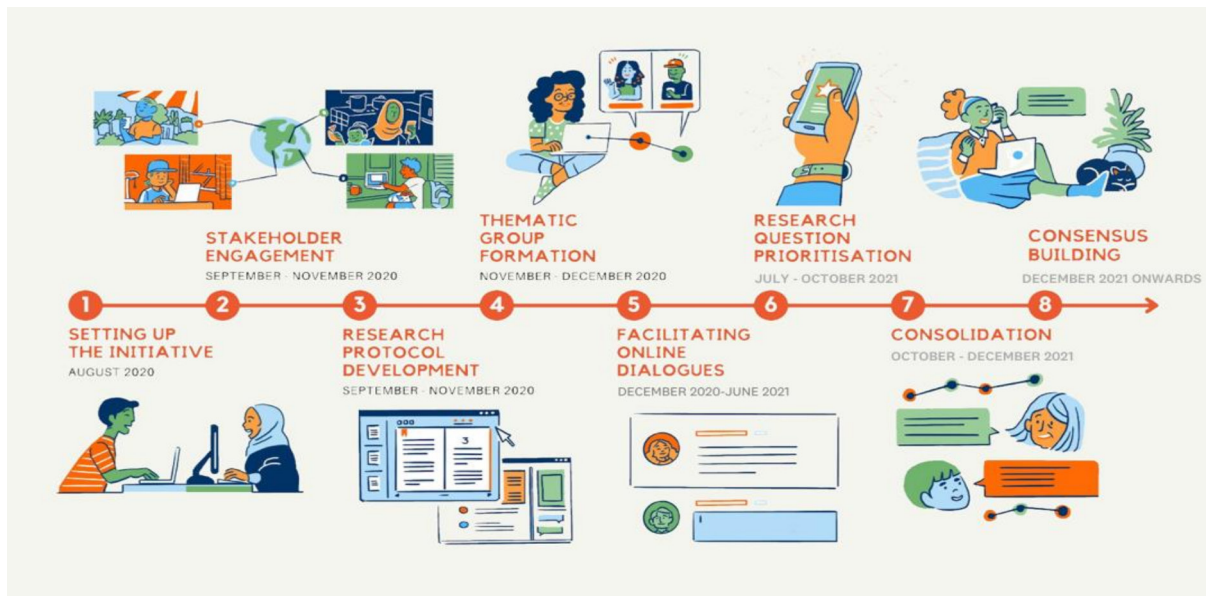 1
SETTING UP
THE INITIATIVE
AUGUST 2020
2
STAKEHOLDER
ENGAGEMENT
SEPTEMBER - NOVEMBER 2020
3
RESEARCH
PROTOCOL
DEVELOPMENT
SEPTEMBER - NOVEMBER 2020
3
4
THEMATIC
GROUP
FORMATION
NOVEMBER - DECEMBER 2020
5
FACILITATING
ONLINE
DIALOGUES
DECEMBER 2020-JUNE 2021
6
RESEARCH
QUESTION
PRIORITISATION
JULY - OCTOBER 2021
7
CONSOLIDATION
OCTOBER - DECEMBER 2021
8
CONSENSUS
BUILDING
DECEMBER 2021 ONWARDS